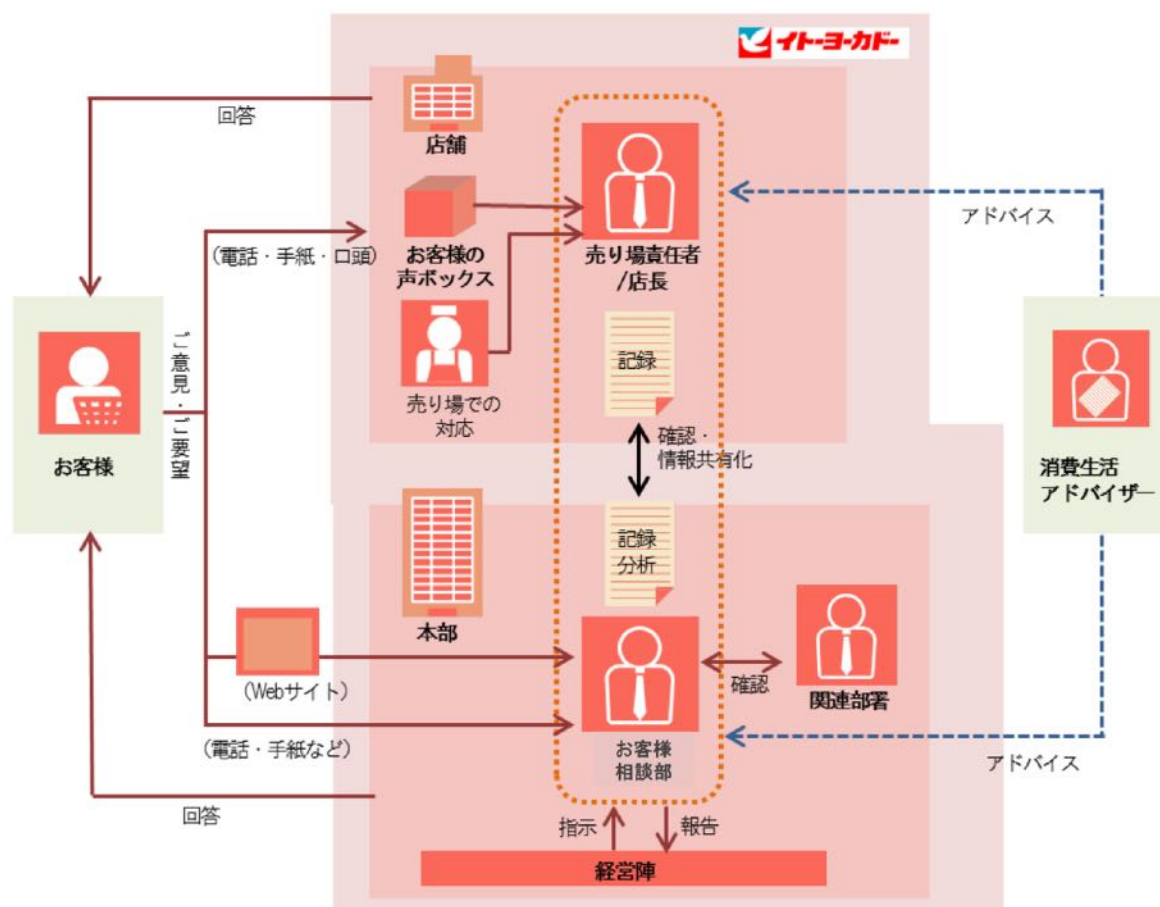 イトーヨーカドー
回答
店舗
(電話・手紙・口頭)
お客様の
声ボックス
売り場責任者
/店長
アドバイス
ご意見・ご要望
お客様
売り場での
対応
記録
確認・
情報共有化
消費生活
アドバイザー
記録
分析
本部
(Webサイト)
確認
関連部署
(電話・手紙など)
お客様
相談部
アドバイス
回答
指示
報告
経営陣